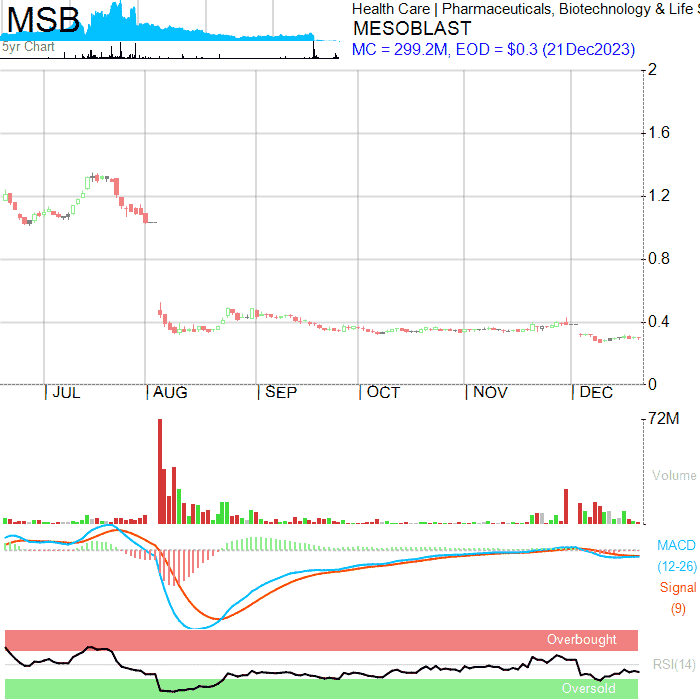 MSB
5yr Chart
Health Care | Pharmaceuticals, Biotechnology & Life S
MESOBLAST
MC = 299.2M, EOD = $0.3 (21Dec2023)
2
1.6
1.2
0.8
0.4
0
JUL AUG SEP OCT NOV DEC
72M
Volume
MACD
(12-26)
Signal
(9)
Overbought
RSI(14)
Oversold